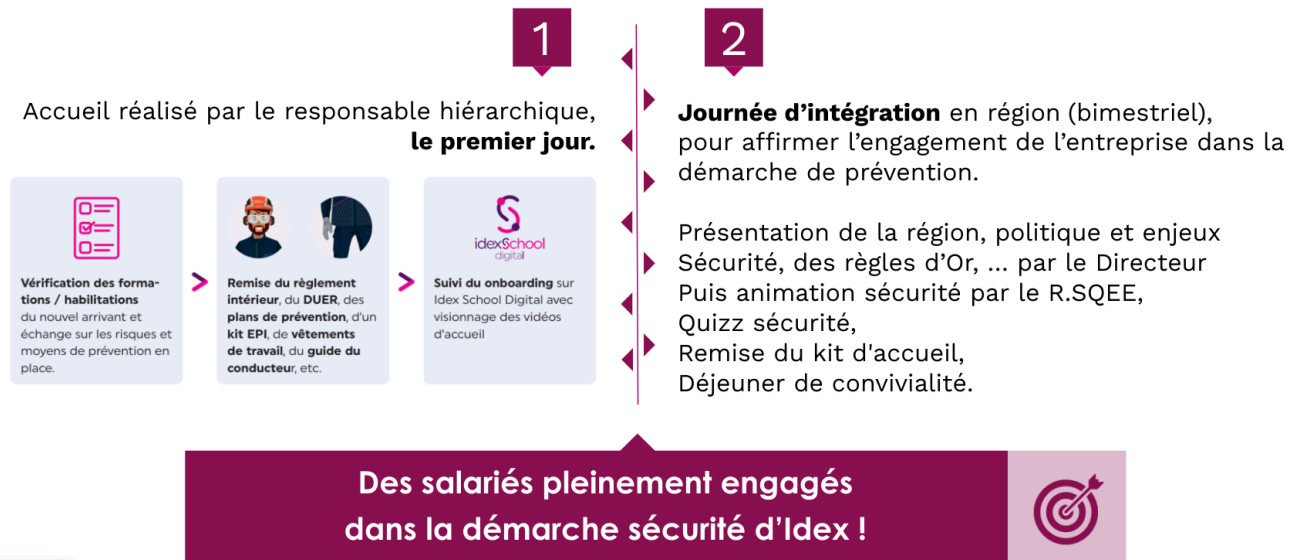 1
Accueil réalisé par le responsable hiérarchique,
le premier jour.
Vérification des forma-
tions / habilitations
du nouvel arrivant et
échange sur les risques et
moyens de prévention en
place.
>
Remise du règlement
intérieur, du DUER, des
plans de prévention, d'un
kit EPI, de vêtements
de travail, du guide du
conducteur, etc.
>
idexSchool
digital
Suivi du onboarding sur
Idex School Digital avec
visionnage des vidéos
d'accueil
2
Journée d'intégration en région (bimestriel),
pour affirmer l'engagement de l'entreprise dans la
démarche de prévention.
Présentation de la région, politique et enjeux
Sécurité, des règles d'Or, ... par le Directeur
Puis animation sécurité par le R.SQEE,
Quizz sécurité,
Remise du kit d'accueil,
Déjeuner de convivialité.
Des salariés pleinement engagés
dans la démarche sécurité d'Idex !